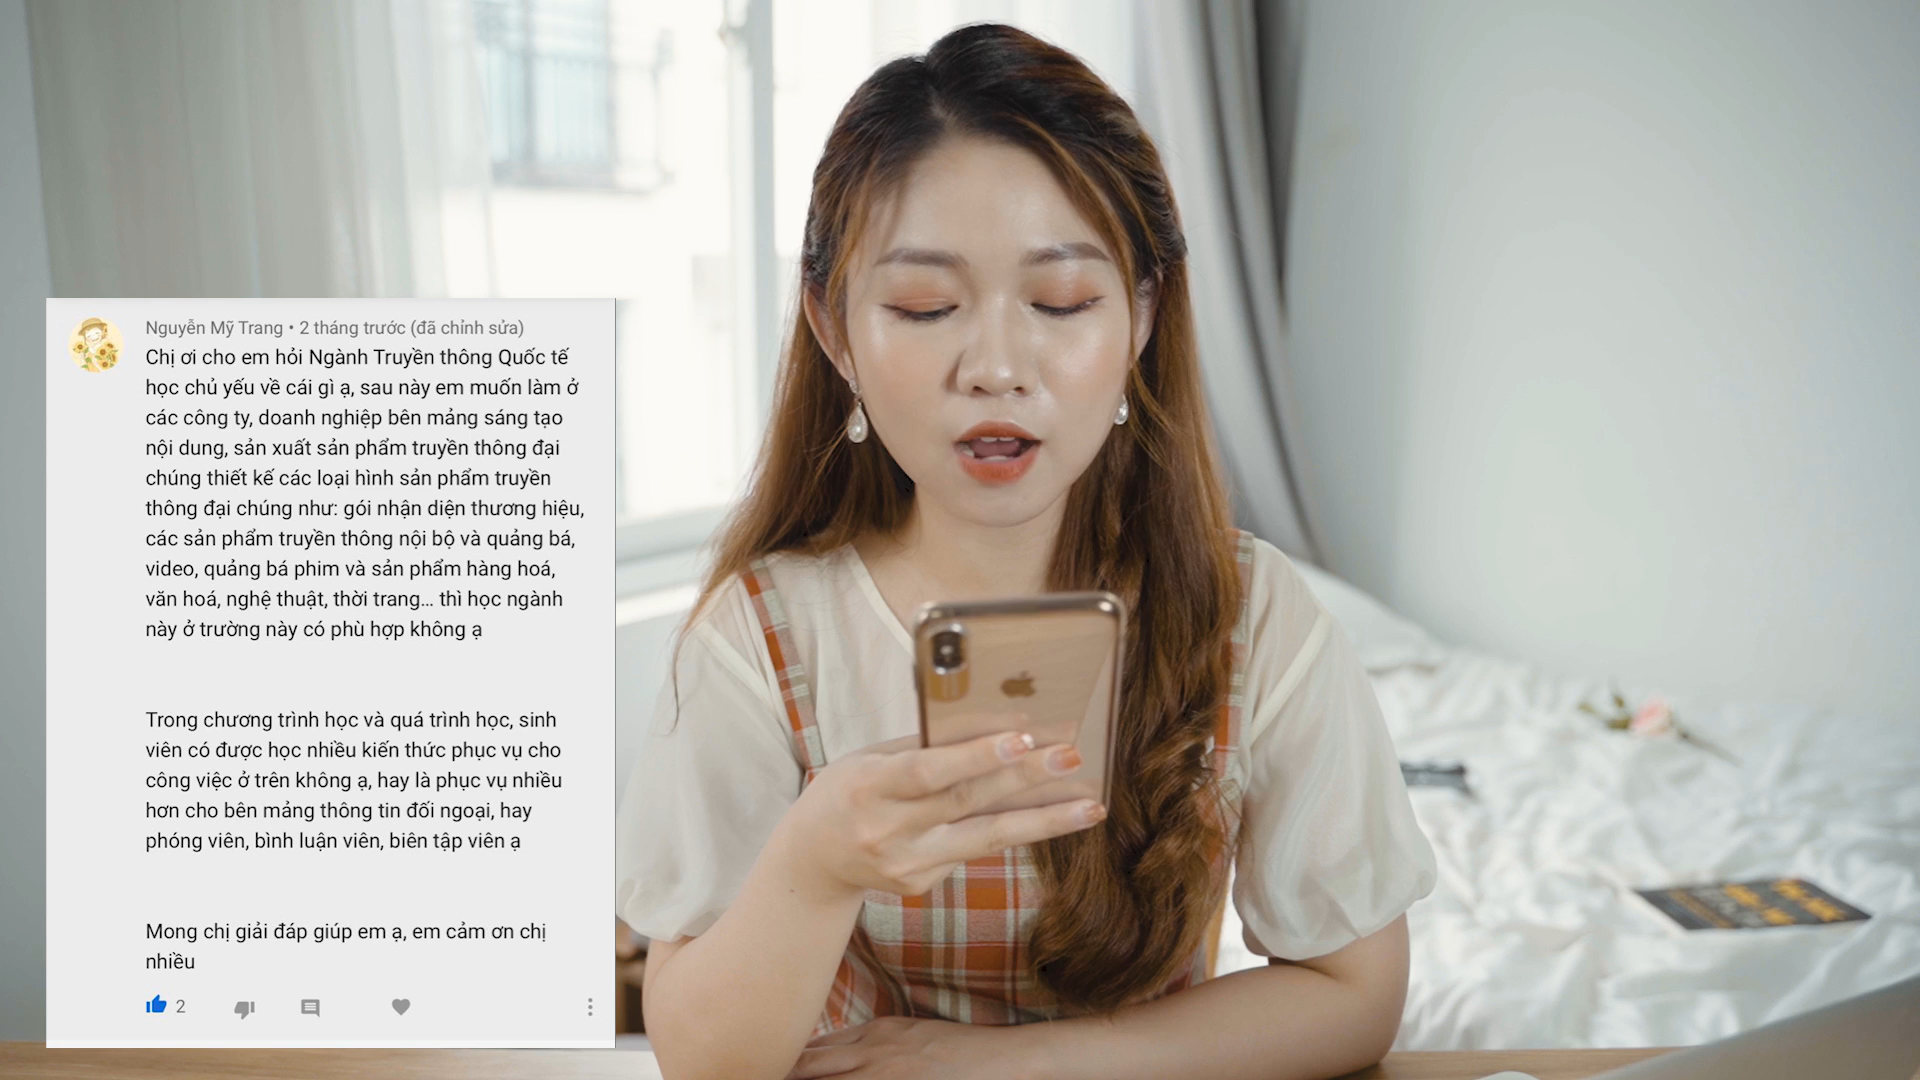 Nguyễn Mỹ Trang • 2 tháng trước (đã chỉnh sửa)
Chị ơi cho em hỏi Ngành Truyền thông Quốc tế
học chủ yếu về cái gì ạ, sau này em muốn làm ở
các công ty, doanh nghiệp bên mảng sáng tạo
nội dung, sản xuất sản phẩm truyền thông đại
chúng thiết kế các loại hình sản phẩm truyền
thông đại chúng như: gói nhận diện thương hiệu,
các sản phẩm truyền thông nội bộ và quảng bá,
video, quảng bá phim và sản phẩm hàng hoá,
văn hoá, nghệ thuật, thời trang... thì học ngành
này ở trường này có phù hợp không ạ
Trong chương trình học và quá trình học, sinh
viên có được học nhiều kiến thức phục vụ cho
công việc ở trên không ạ, hay là phục vụ nhiều
hơn cho bên mảng thông tin đối ngoại, hay
phóng viên, bình luận viên, biên tập viên ạ
Mong chị giải đáp giúp em ạ, em cảm ơn chị
nhiều
2